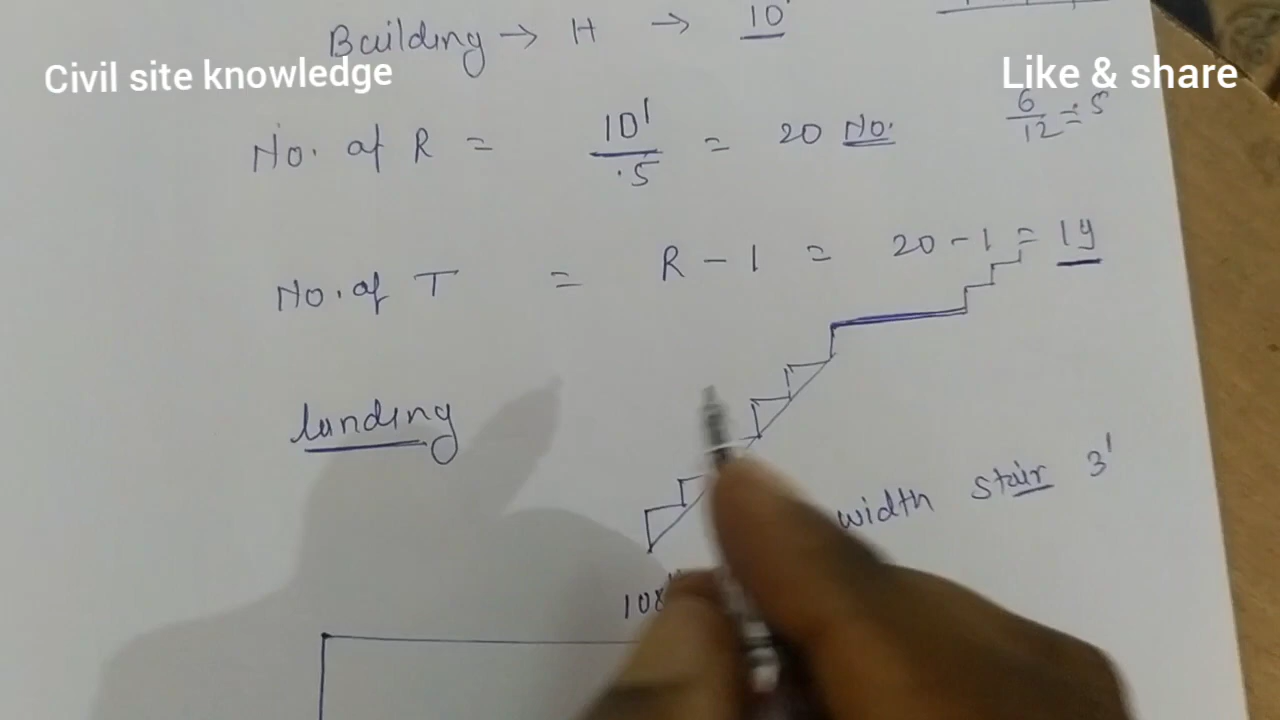 Building → H → 10'
Civil site knowledge
Like & share
No. of R = 10'/.5 = 20 No.
6/12 = 5
No. of T = R - 1 = 20 - 1 = 19
landing
width stair 3'